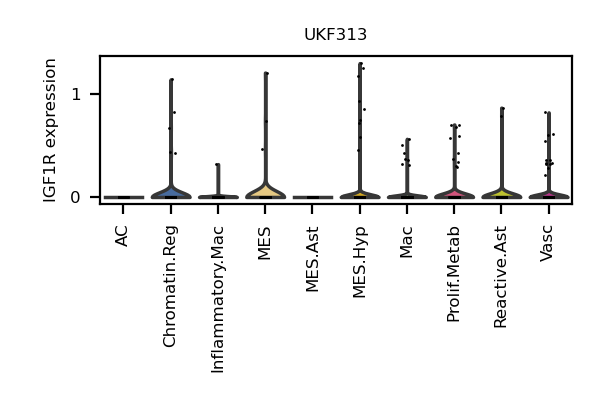 UKF313
IGF1R expression
1
0
AC
Chromatin.Reg
Inflammatory.Mac
MES
MES.Ast
MES.Hyp
Mac
Prolif.Metab
Reactive.Ast
Vasc